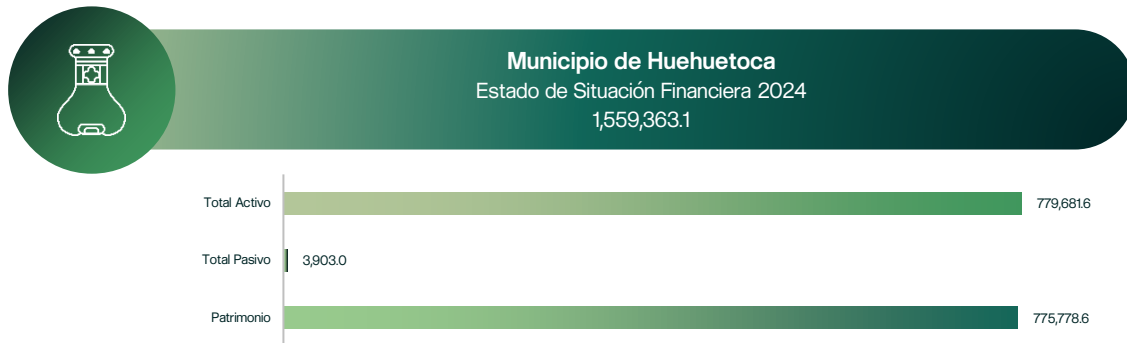 Municipio de Huehuetoca
Estado de Situación Financiera 2024
1,559,363.1
Total Activo 779,681.6
Total Pasivo 3,903.0
Patrimonio 775,778.6